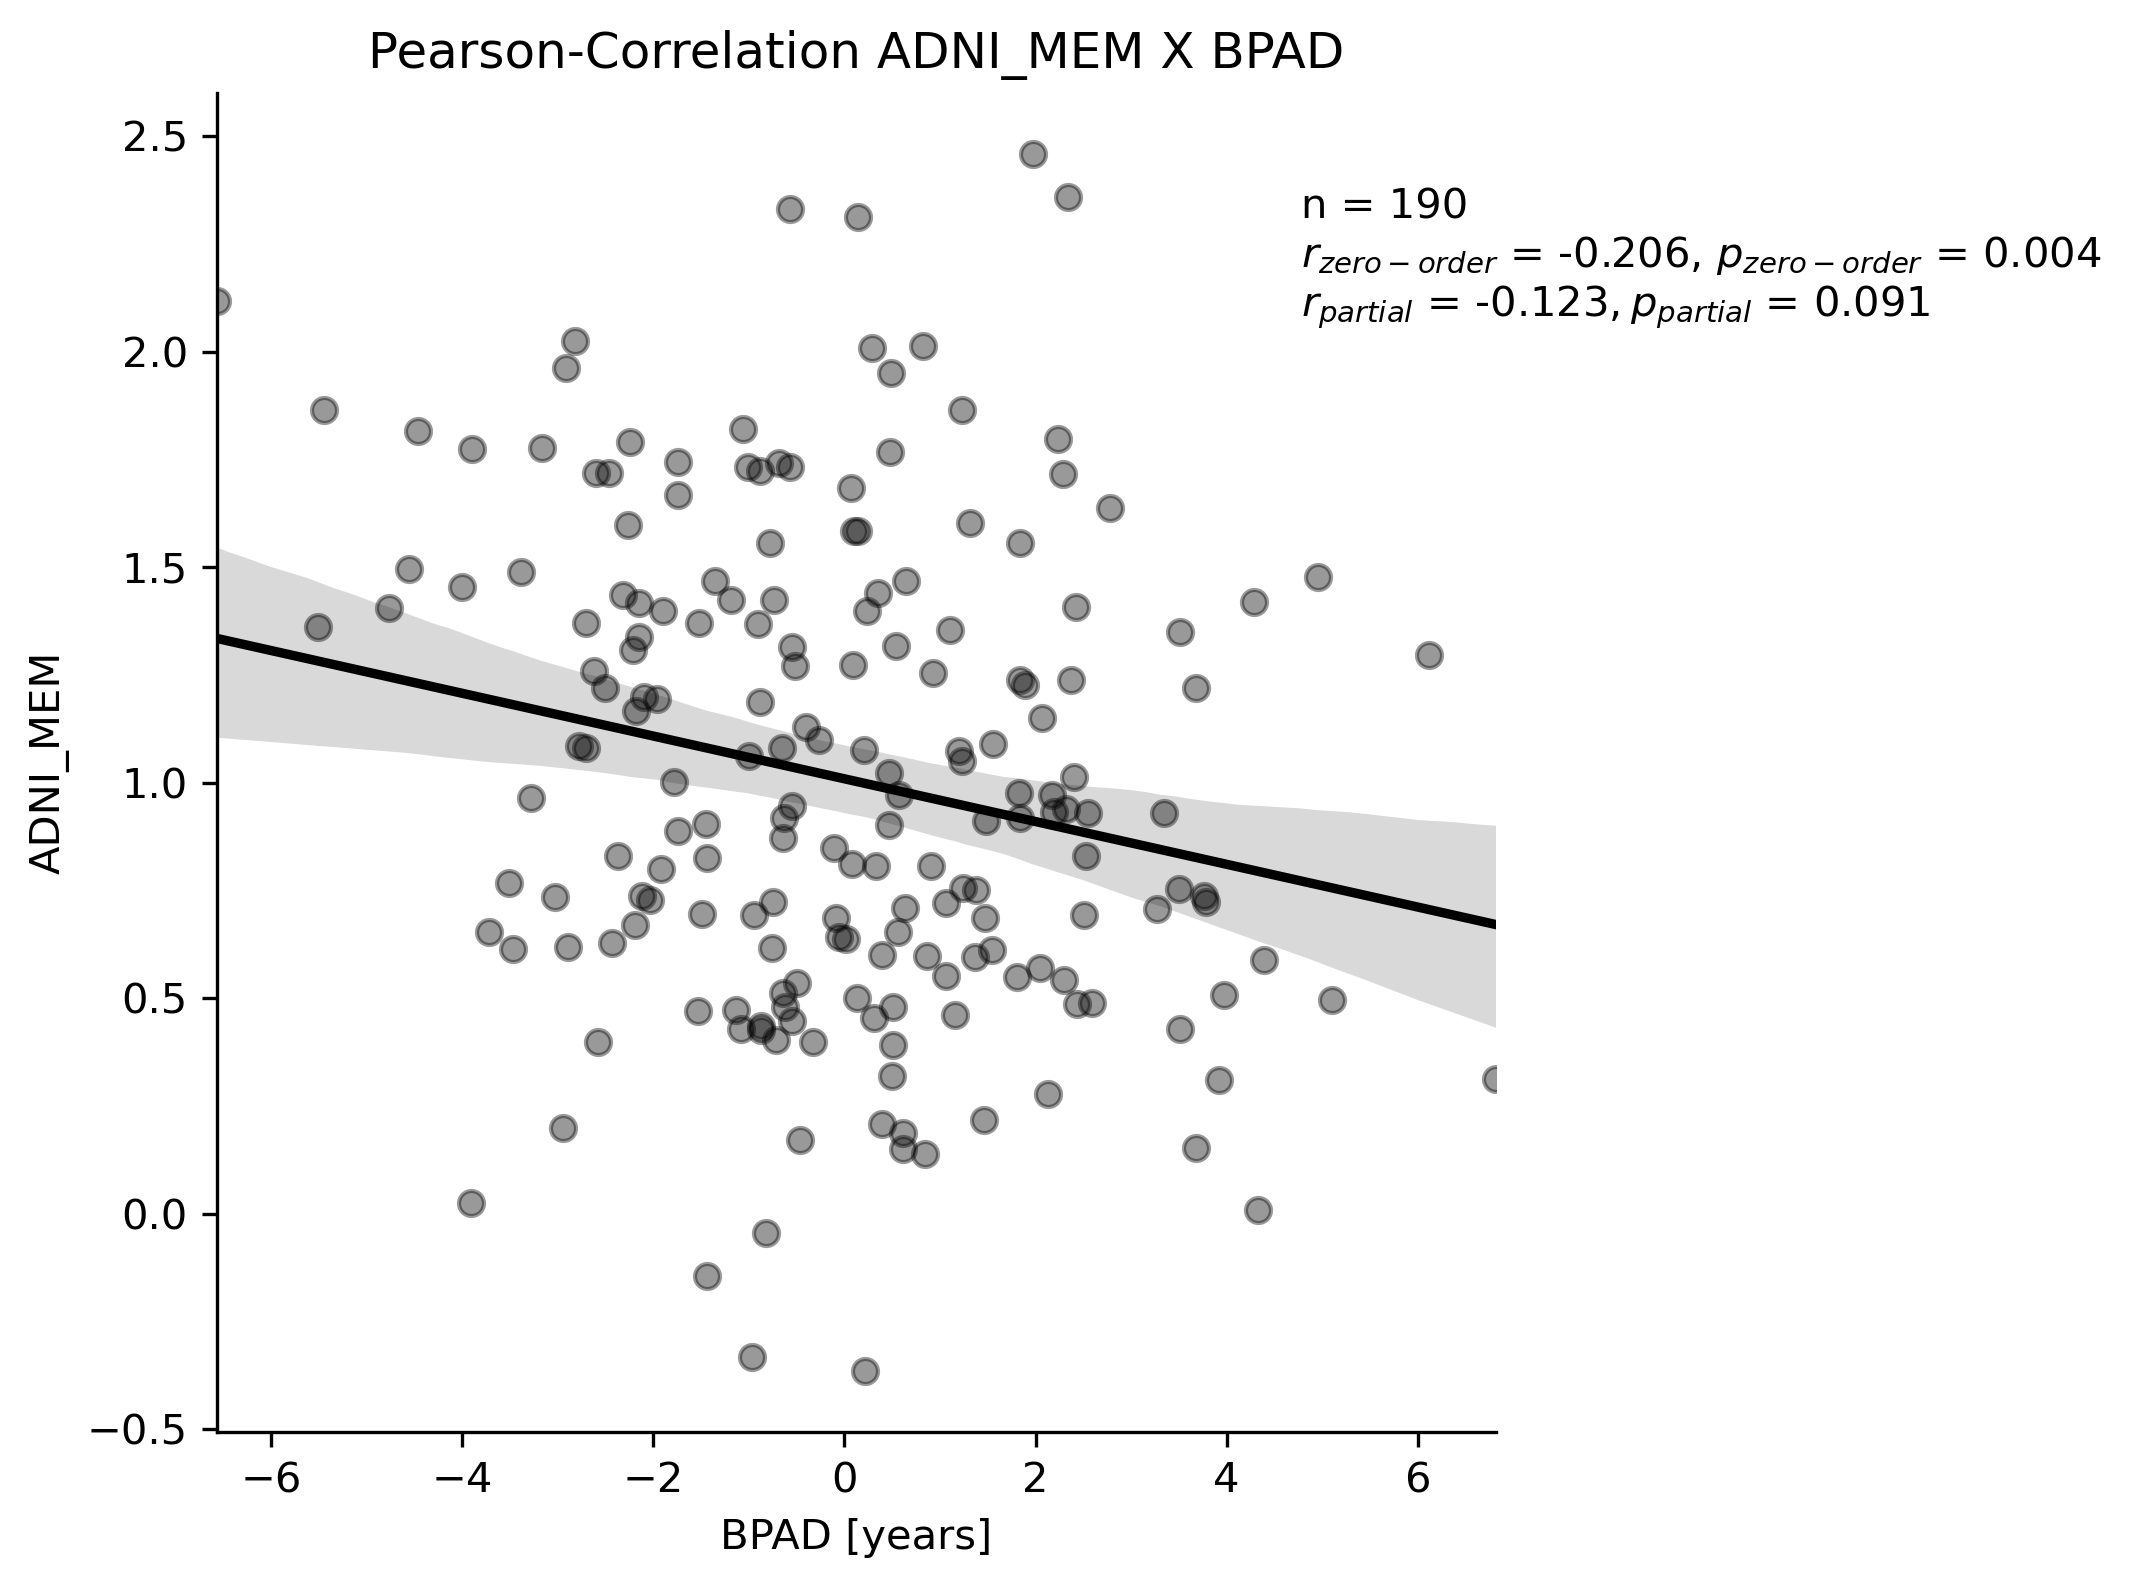 Pearson-Correlation ADNI_MEM X BPAD
n = 190
r_zero−order = -0.206, p_zero−order = 0.004
r_partial = -0.123, p_partial = 0.091
ADNI_MEM
2.5
2.0
1.5
1.0
0.5
0.0
−0.5
−6 −4 −2 0 2 4 6
BPAD [years]